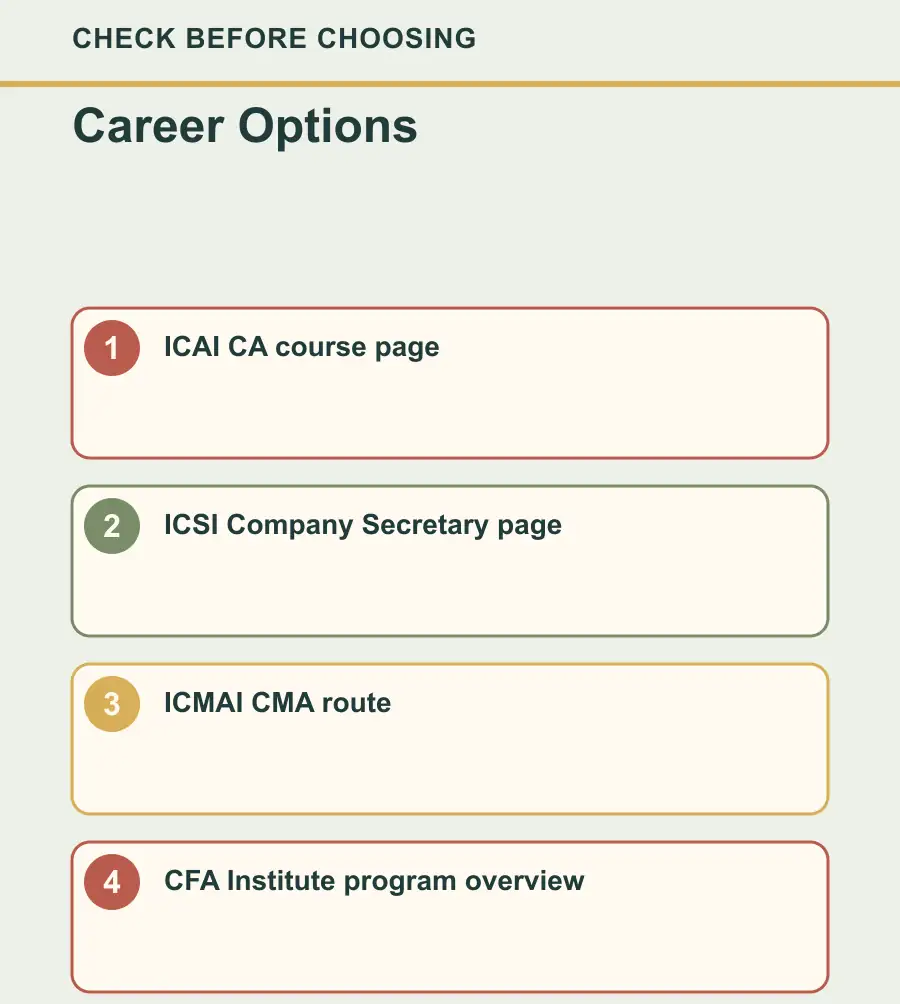 CHECK BEFORE CHOOSING
Career Options
1 ICAI CA course page
2 ICSI Company Secretary page
3 ICMAI CMA route
4 CFA Institute program overview